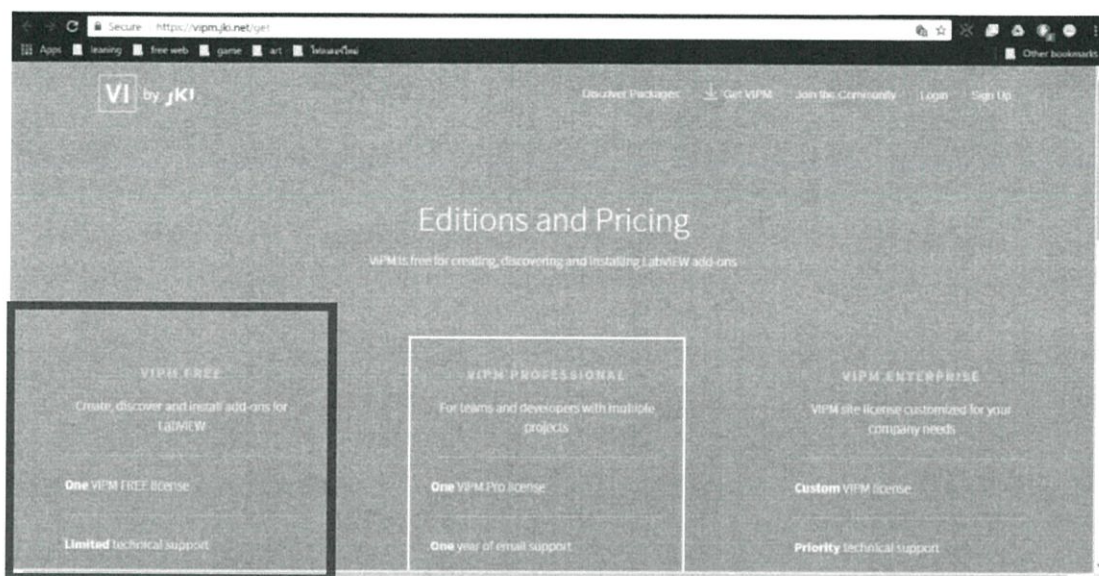 Secure https://vipm.jki.net/get
Apps leaning free web game art Other bookmarks
VI by JKI Discover Packages Get VIPM Join the Community Login Sign Up
Editions and Pricing
VIPM is free for creating, discovering and installing LabVIEW add-ons
VIPM FREE
Create, discover and install add-ons for
LabVIEW
One VIPM FREE license
Limited technical support
VIPM PROFESSIONAL
For teams and developers with multiple
projects
One VIPM Pro license
One year of email support
VIPM ENTERPRISE
VIPM site license customized for your
company needs
Custom VIPM license
Priority technical support